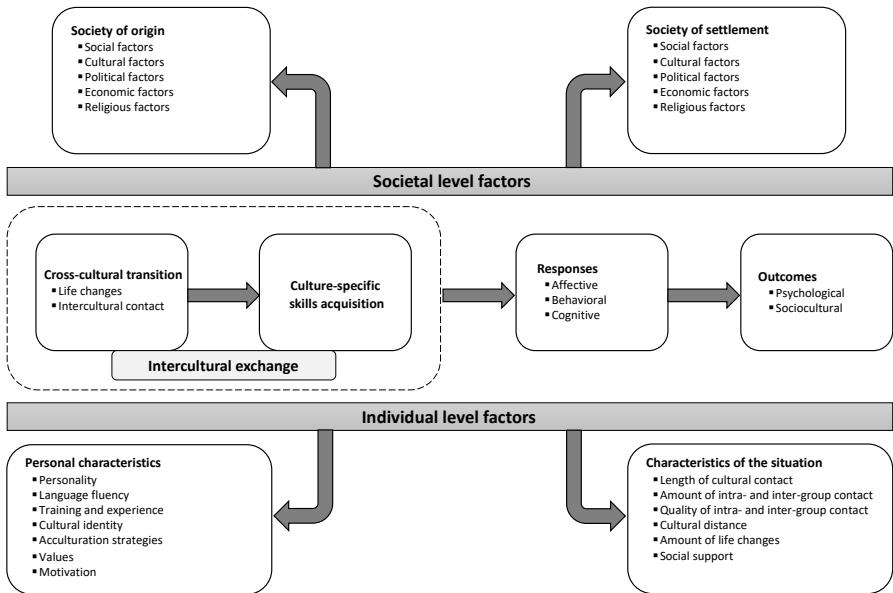 Society of origin
▪ Social factors
▪ Cultural factors
▪ Political factors
▪ Economic factors
▪ Religious factors
Society of settlement
▪ Social factors
▪ Cultural factors
▪ Political factors
▪ Economic factors
▪ Religious factors
Societal level factors
Cross-cultural transition
▪ Life changes
▪ Intercultural contact
Culture-specific
skills acquisition
Intercultural exchange
Responses
▪ Affective
▪ Behavioral
▪ Cognitive
Outcomes
▪ Psychological
▪ Sociocultural
Individual level factors
Personal characteristics
▪ Personality
▪ Language fluency
▪ Training and experience
▪ Cultural identity
▪ Acculturation strategies
▪ Values
▪ Motivation
Characteristics of the situation
▪ Length of cultural contact
▪ Amount of intra- and inter-group contact
▪ Quality of intra- and inter-group contact
▪ Cultural distance
▪ Amount of life changes
▪ Social support